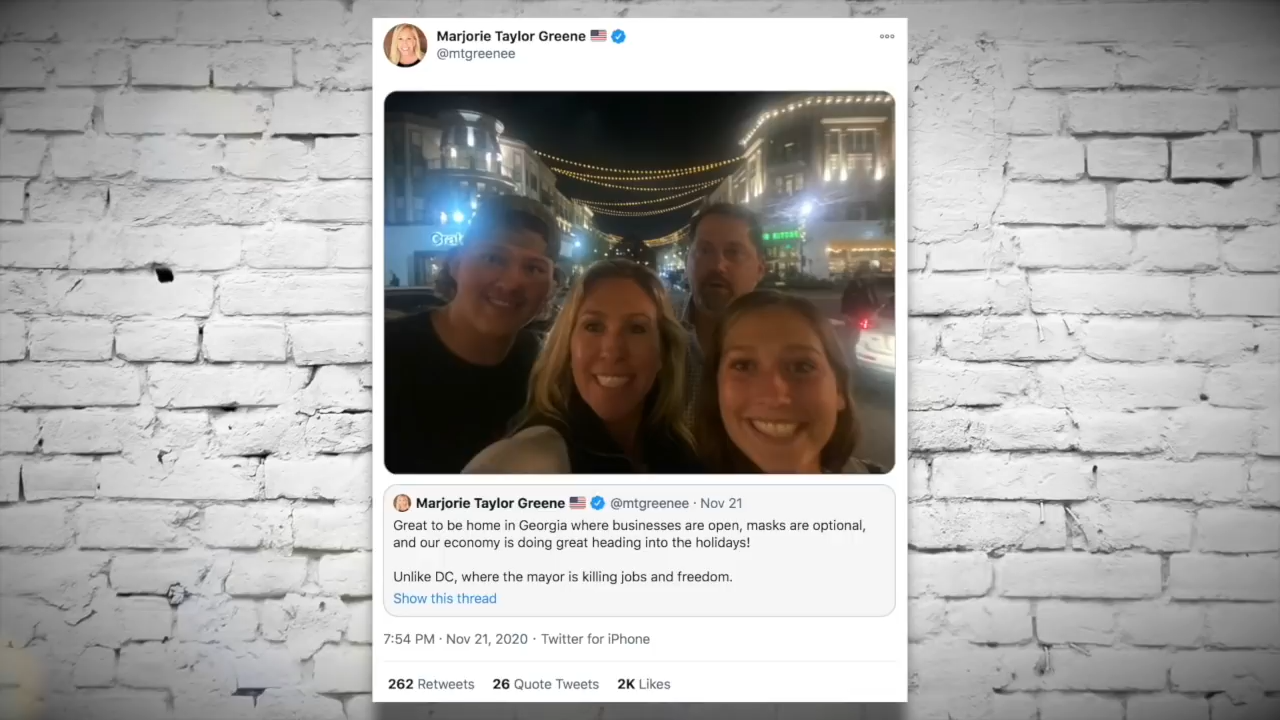 Marjorie Taylor Greene
@mtgreenee
Marjorie Taylor Greene @mtgreenee · Nov 21
Great to be home in Georgia where businesses are open, masks are optional,
and our economy is doing great heading into the holidays!
Unlike DC, where the mayor is killing jobs and freedom.
Show this thread
7:54 PM · Nov 21, 2020 · Twitter for iPhone
262 Retweets 26 Quote Tweets 2K Likes